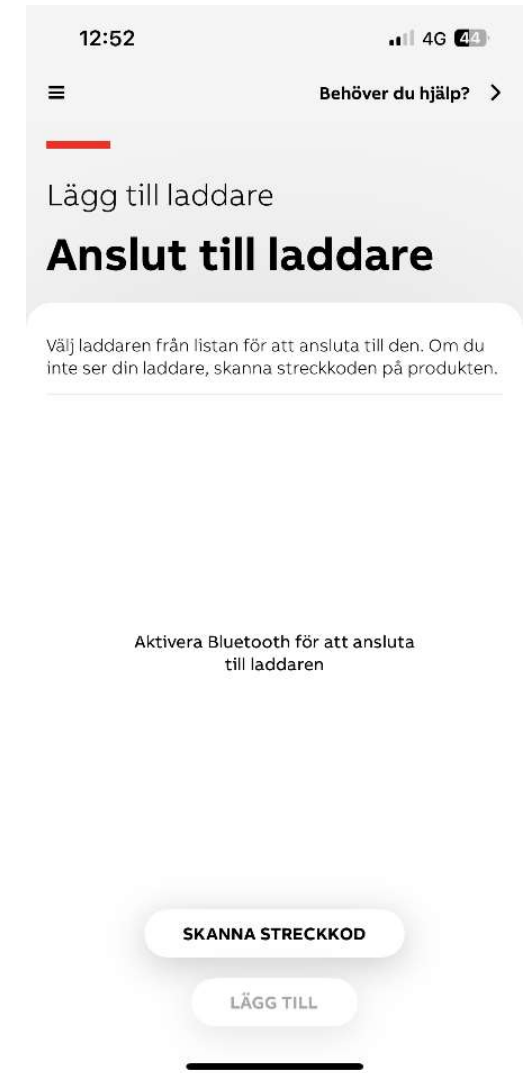 12:52
4G 44
Behöver du hjälp?
Lägg till laddare
Anslut till laddare
Välj laddaren från listan för att ansluta till den. Om du
inte ser din laddare, skanna streckkoden på produkten.
Aktivera Bluetooth för att ansluta
till laddaren
SKANNA STRECKKOD
LÄGG TILL